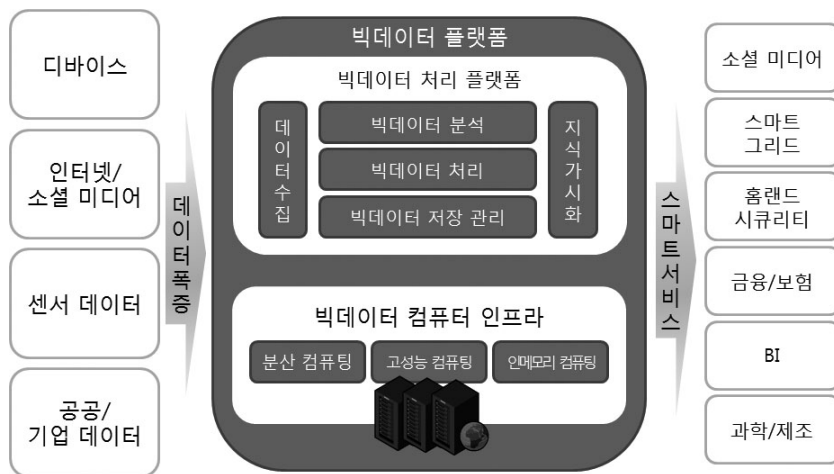 디바이스
인터넷/
소셜 미디어
센서 데이터
공공/
기업 데이터
데이터폭증
빅데이터 플랫폼
빅데이터 처리 플랫폼
데이터수집
빅데이터 분석
빅데이터 처리
빅데이터 저장 관리
지식가시화
빅데이터 컴퓨터 인프라
분산 컴퓨팅
고성능 컴퓨팅
인메모리 컴퓨팅
스마트서비스
소셜 미디어
스마트
그리드
홈랜드
시큐리티
금융/보험
BI
과학/제조